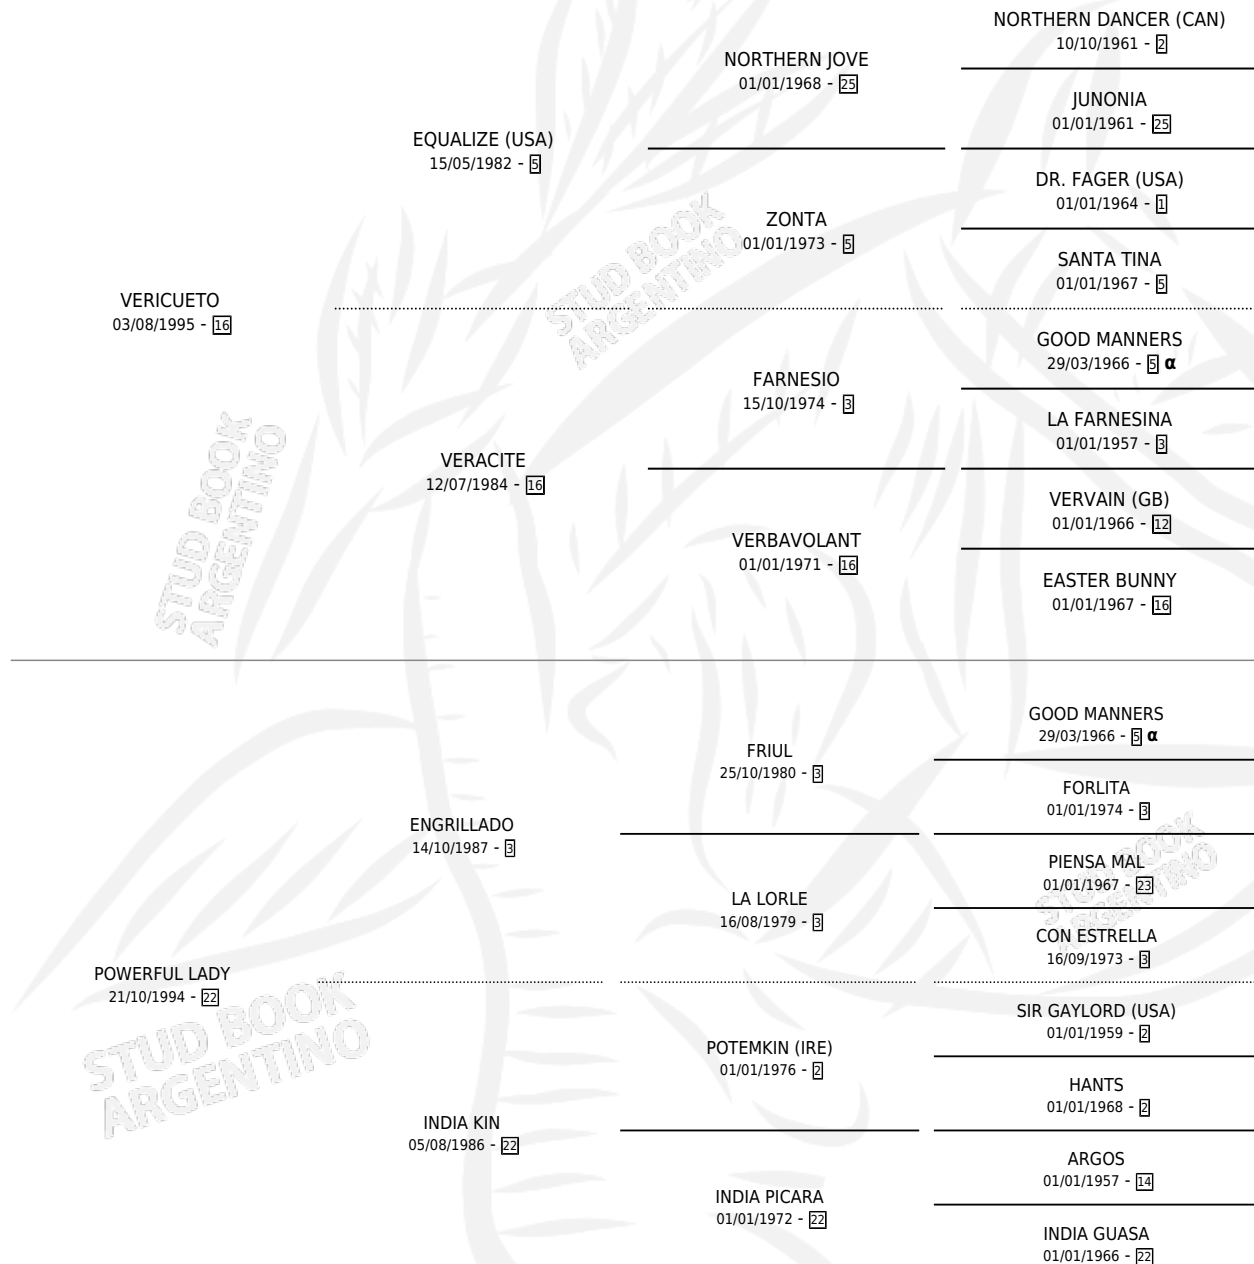 NORTHERN DANCER (CAN)
10/10/1961 - 2
NORTHERN JOVE
01/01/1968 - 25
JUNONIA
01/01/1961 - 25
EQUALIZE (USA)
15/05/1982 - 5
DR. FAGER (USA)
01/01/1964 - 1
ZONTA
01/01/1973 - 5
SANTA TINA
01/01/1967 - 5
STUD BOOK
ARGENTINO
VERICUETO
03/08/1995 - 16
GOOD MANNERS
29/03/1966 - 5 α
FARNESIO
15/10/1974 - 3
LA FARNESINA
01/01/1957 - 3
VERACITE
12/07/1984 - 16
VERVAIN (GB)
01/01/1966 - 12
VERBAVOLANT
01/01/1971 - 16
EASTER BUNNY
01/01/1967 - 16
STUD BOOK
ARGENTINO
GOOD MANNERS
29/03/1966 - 5 α
FRIUL
25/10/1980 - 3
FORLITA
01/01/1974 - 3
ENGRILLADO
14/10/1987 - 3
PIENSA MAL
01/01/1967 - 23
LA LORLE
16/08/1979 - 3
CON ESTRELLA
16/09/1973 - 3
STUD BOOK
ARGENTINO
POWERFUL LADY
21/10/1994 - 22
SIR GAYLORD (USA)
01/01/1959 - 2
POTEMKIN (IRE)
01/01/1976 - 2
HANTS
01/01/1968 - 2
STUD BOOK
ARGENTINO
INDIA KIN
05/08/1986 - 22
ARGOS
01/01/1957 - 14
INDIA PICARA
01/01/1972 - 22
INDIA GUASA
01/01/1966 - 22